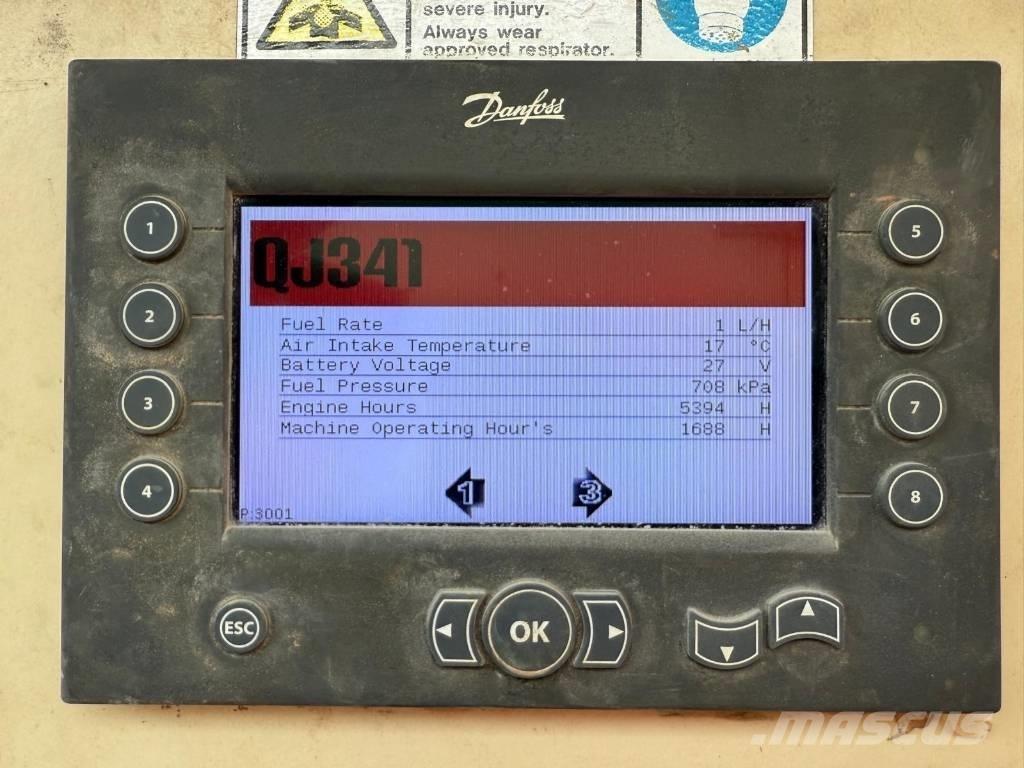 severe injury.
Always wear
approved respirator.
Danfoss
1
2
3
4
5
6
7
8
QJ341
Fuel Rate 1 L/H
Air Intake Temperature 17 °C
Battery Voltage 27 V
Fuel Pressure 708 kPa
Engine Hours 5394 H
Machine Operating Hour's 1688 H
1 3
P:3001
ESC
OK
MASCUS